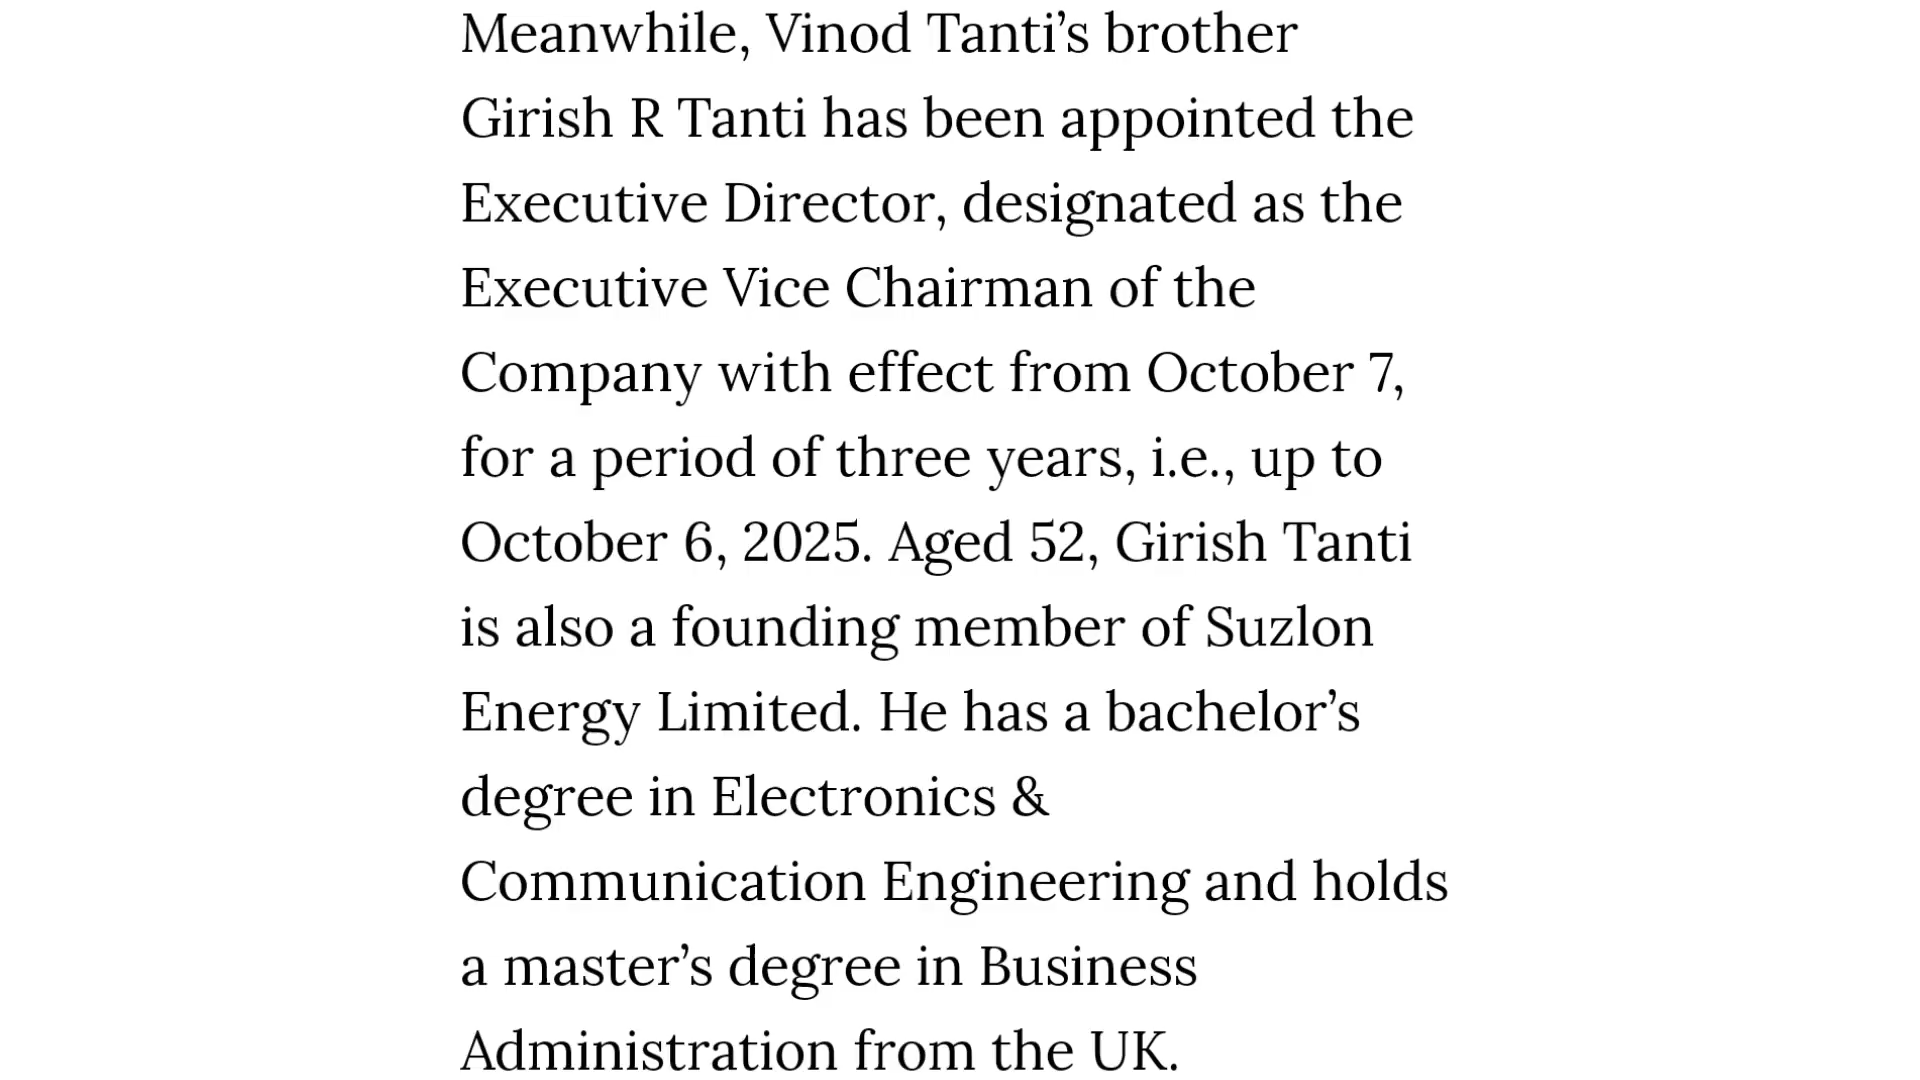 Meanwhile, Vinod Tanti’s brother
Girish R Tanti has been appointed the
Executive Director, designated as the
Executive Vice Chairman of the
Company with effect from October 7,
for a period of three years, i.e., up to
October 6, 2025. Aged 52, Girish Tanti
is also a founding member of Suzlon
Energy Limited. He has a bachelor’s
degree in Electronics &
Communication Engineering and holds
a master’s degree in Business
Administration from the UK.